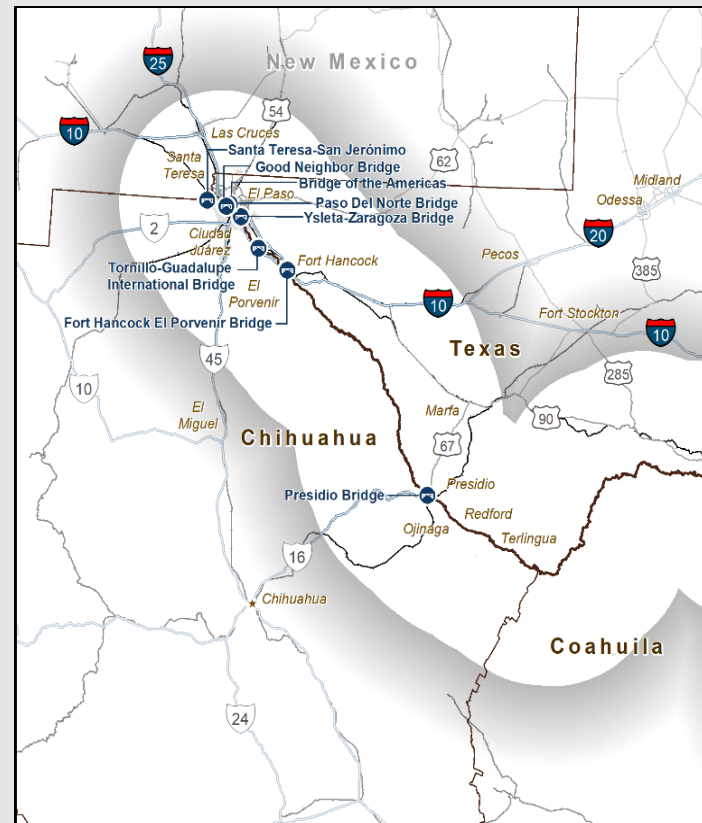 25
New Mexico
54
10
Las Cruces
Santa Teresa-San Jerónimo
Santa
Teresa
Good Neighbor Bridge
62
Bridge of the Americas
Midland
El Paso
Paso Del Norte Bridge
Odessa
Ysleta-Zaragoza Bridge
2
20
Ciudad
Juárez
Pecos
Tornillo-Guadalupe
International Bridge
Fort Hancock
385
El
Porvenir
10
Fort Stockton
Fort Hancock El Porvenir Bridge
10
Texas
45
285
10
El
Miguel
Marfa
90
Chihuahua
67
Presidio Bridge
Presidio
Redford
Ojinaga
Terlingua
16
Chihuahua
Coahuila
24